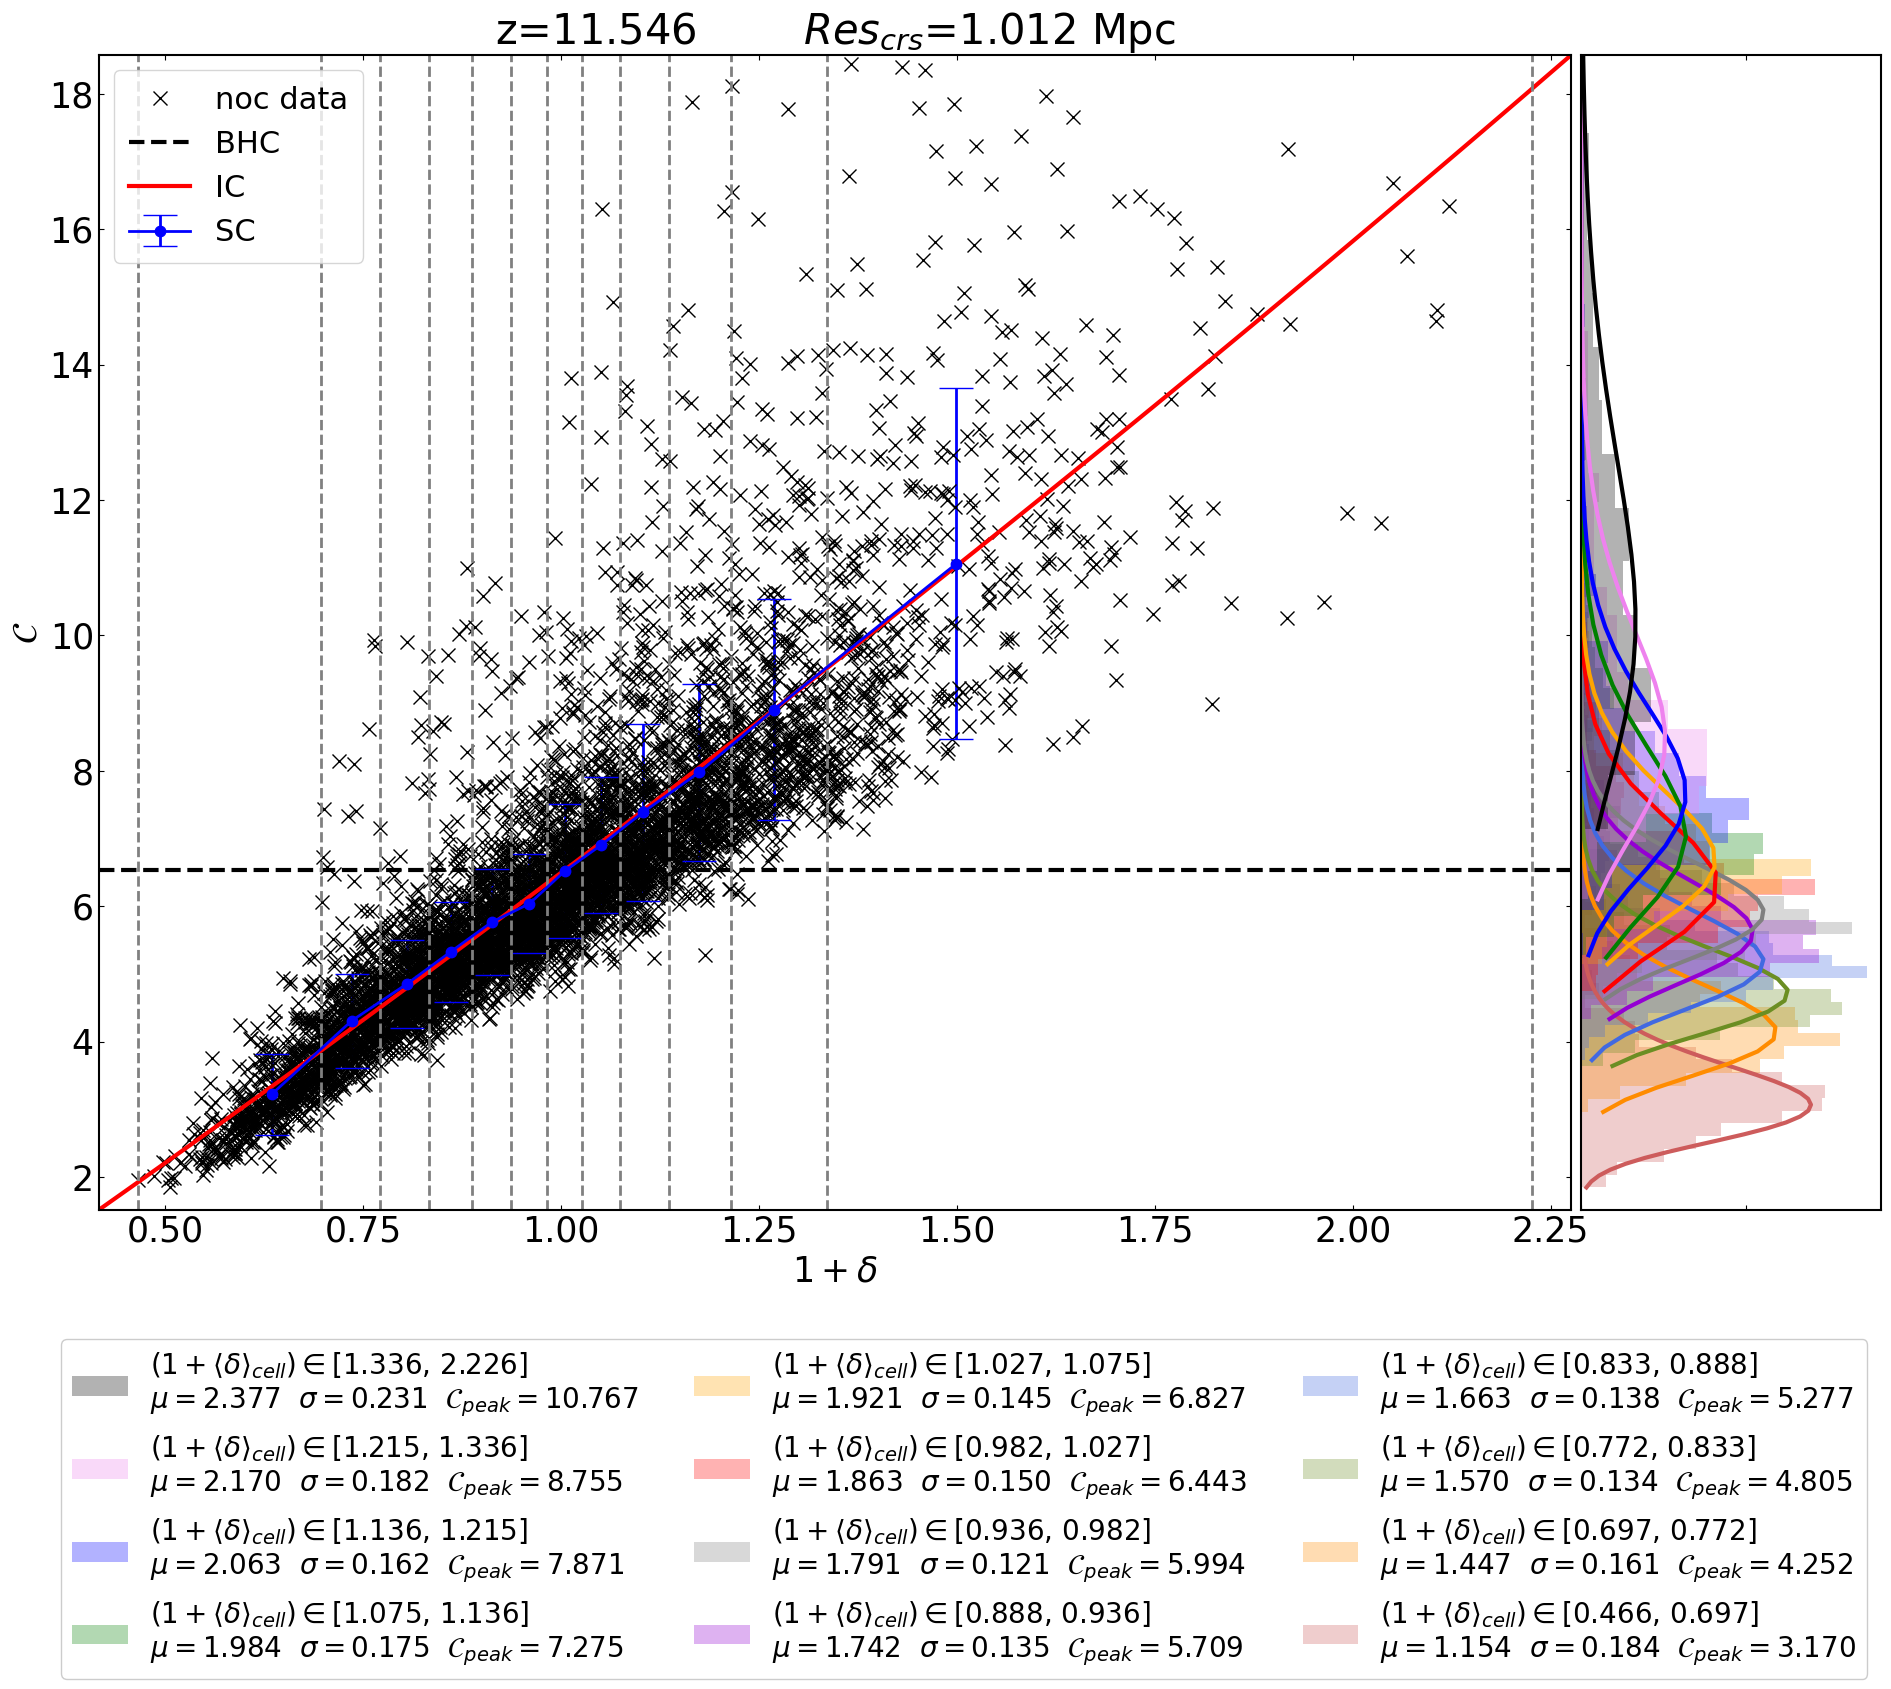 z=11.546 Res_crs=1.012 Mpc
noc data
BHC
IC
SC
18
16
14
12
10
8
6
4
2
𝒞
0.50 0.75 1.00 1.25 1.50 1.75 2.00 2.25
1 + δ
(1 + ⟨δ⟩_cell) ∈ [1.336, 2.226]
μ = 2.377 σ = 0.231 𝒞_peak = 10.767
(1 + ⟨δ⟩_cell) ∈ [1.215, 1.336]
μ = 2.170 σ = 0.182 𝒞_peak = 8.755
(1 + ⟨δ⟩_cell) ∈ [1.136, 1.215]
μ = 2.063 σ = 0.162 𝒞_peak = 7.871
(1 + ⟨δ⟩_cell) ∈ [1.075, 1.136]
μ = 1.984 σ = 0.175 𝒞_peak = 7.275
(1 + ⟨δ⟩_cell) ∈ [1.027, 1.075]
μ = 1.921 σ = 0.145 𝒞_peak = 6.827
(1 + ⟨δ⟩_cell) ∈ [0.982, 1.027]
μ = 1.863 σ = 0.150 𝒞_peak = 6.443
(1 + ⟨δ⟩_cell) ∈ [0.936, 0.982]
μ = 1.791 σ = 0.121 𝒞_peak = 5.994
(1 + ⟨δ⟩_cell) ∈ [0.888, 0.936]
μ = 1.742 σ = 0.135 𝒞_peak = 5.709
(1 + ⟨δ⟩_cell) ∈ [0.833, 0.888]
μ = 1.663 σ = 0.138 𝒞_peak = 5.277
(1 + ⟨δ⟩_cell) ∈ [0.772, 0.833]
μ = 1.570 σ = 0.134 𝒞_peak = 4.805
(1 + ⟨δ⟩_cell) ∈ [0.697, 0.772]
μ = 1.447 σ = 0.161 𝒞_peak = 4.252
(1 + ⟨δ⟩_cell) ∈ [0.466, 0.697]
μ = 1.154 σ = 0.184 𝒞_peak = 3.170